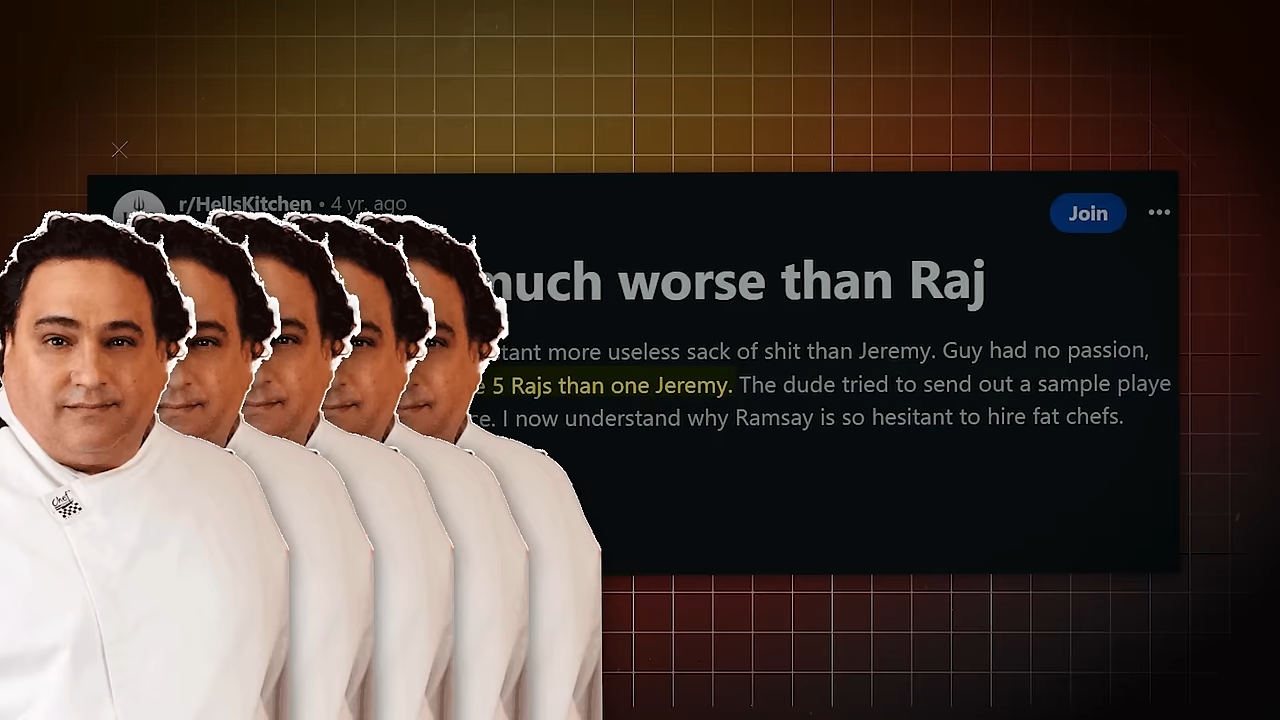 r/HellsKitchen • 4 yr. ago
Join
much worse than Raj
more useless sack of shit than Jeremy. Guy had no passion,
5 Rajs than one Jeremy. The dude tried to send out a sample playe
I now understand why Ramsay is so hesitant to hire fat chefs.
Chef